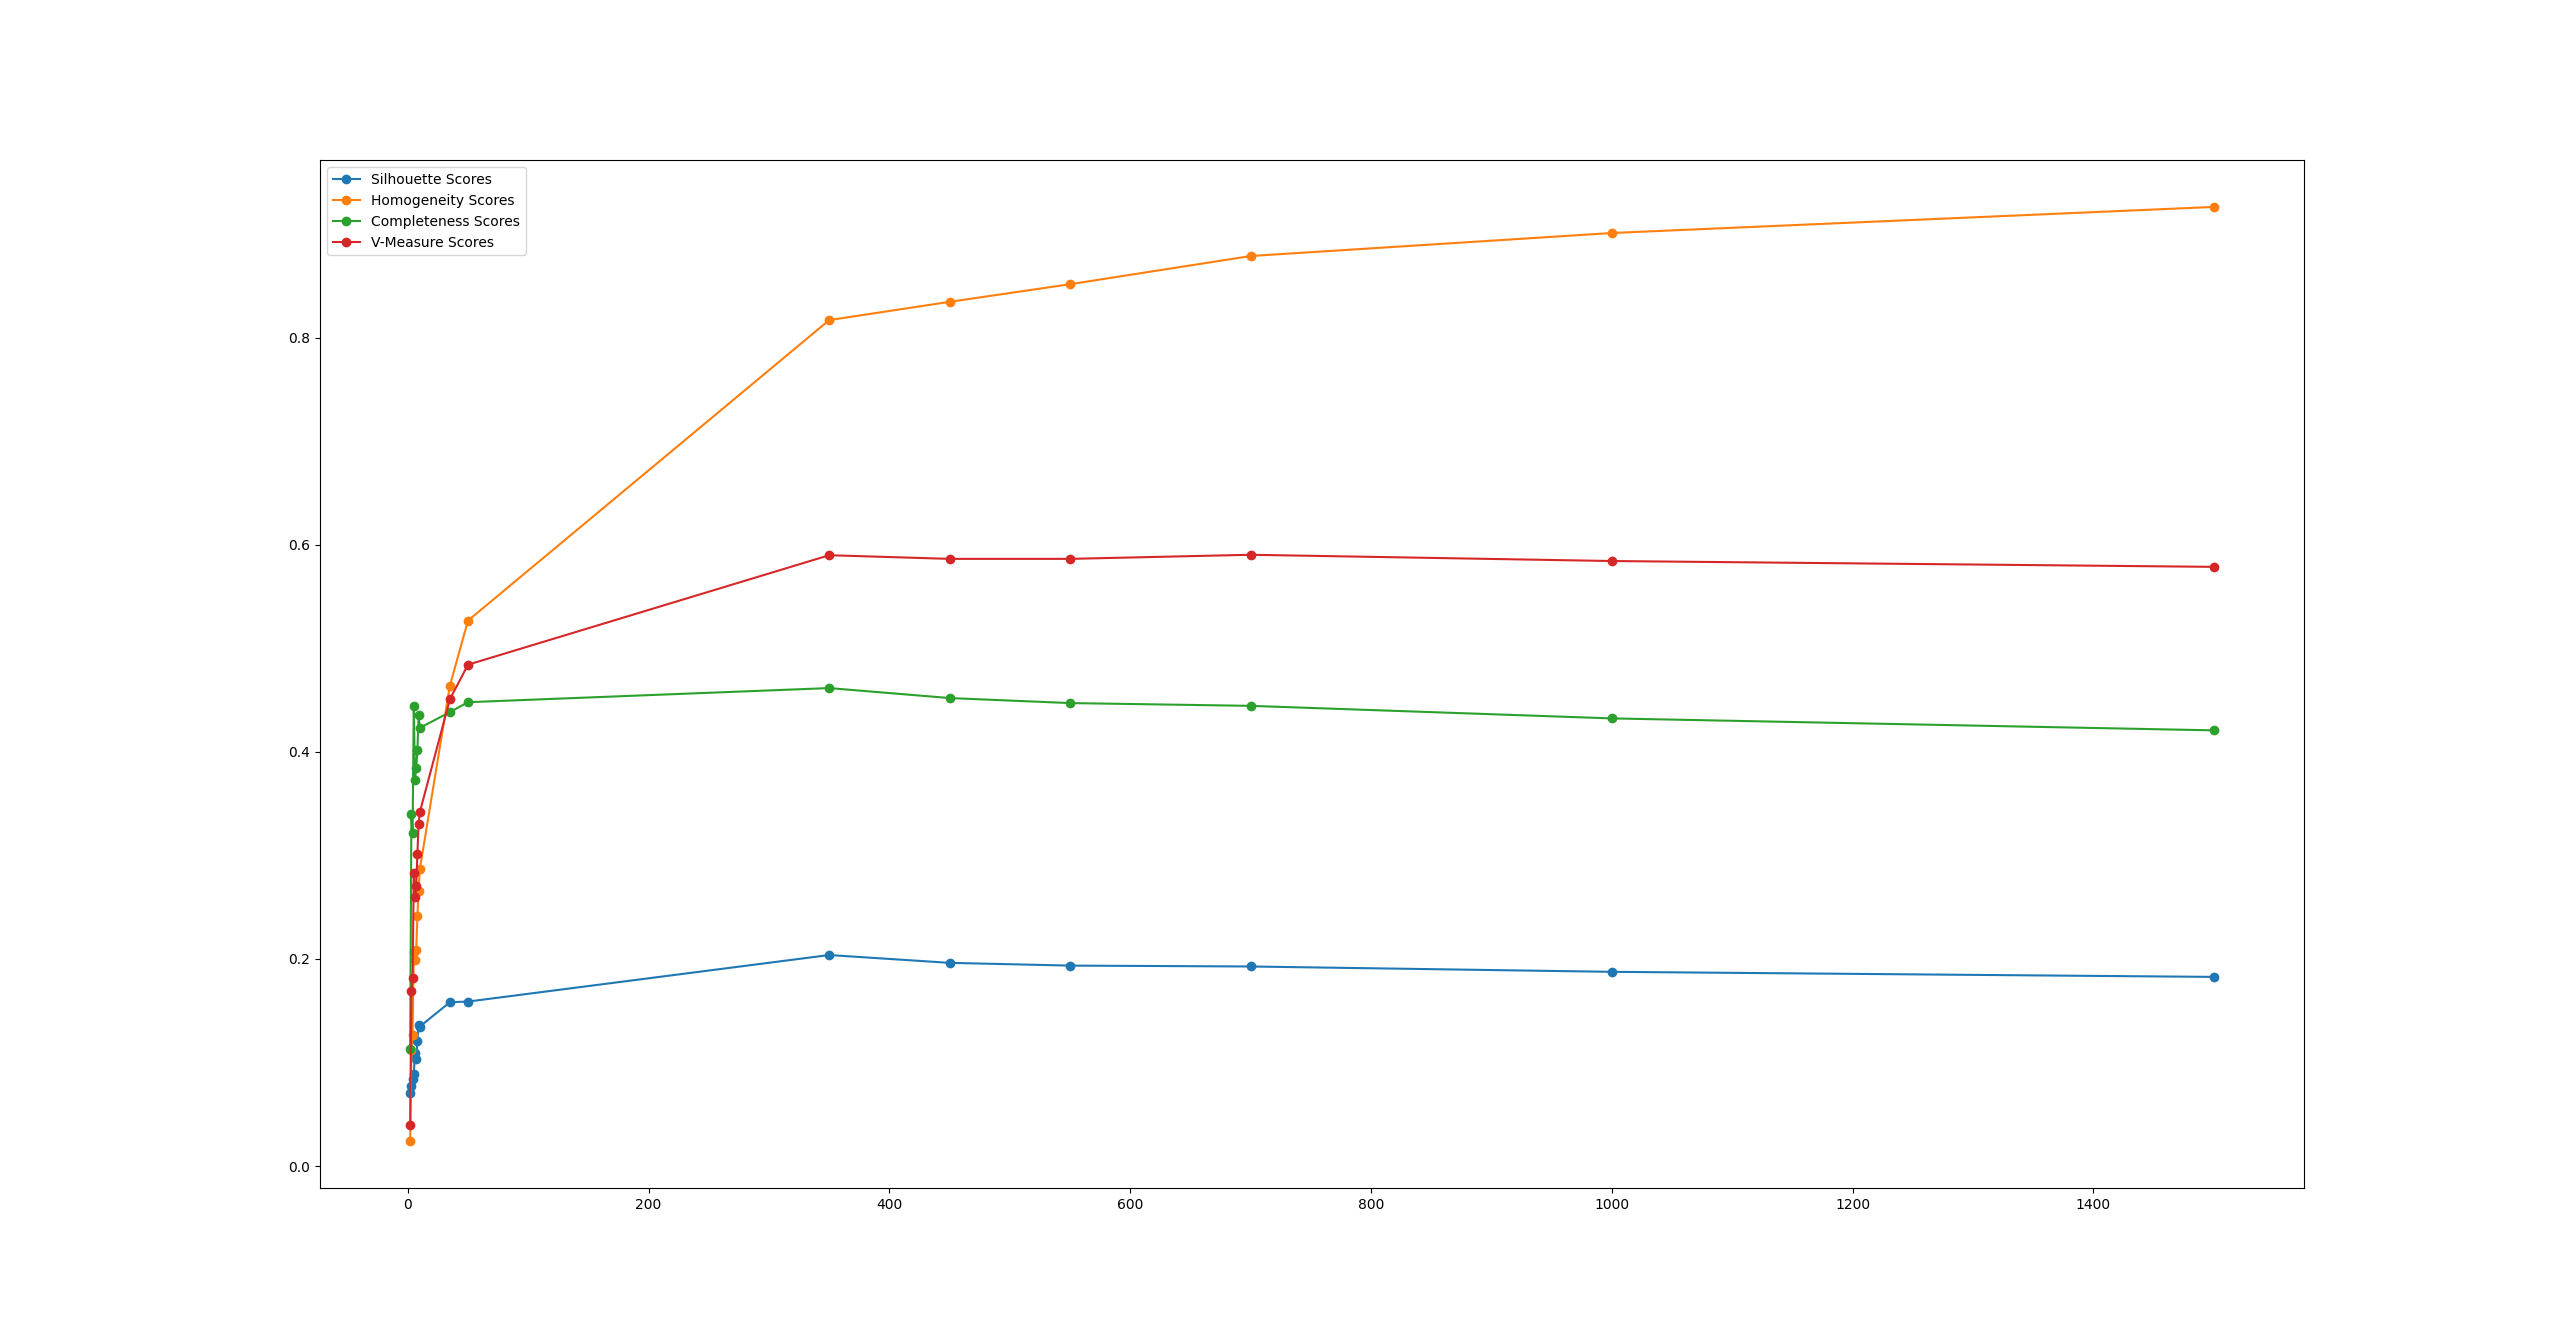 Silhouette Scores
Homogeneity Scores
Completeness Scores
V-Measure Scores
0.8
0.6
0.4
0.2
0.0
0 200 400 600 800 1000 1200 1400